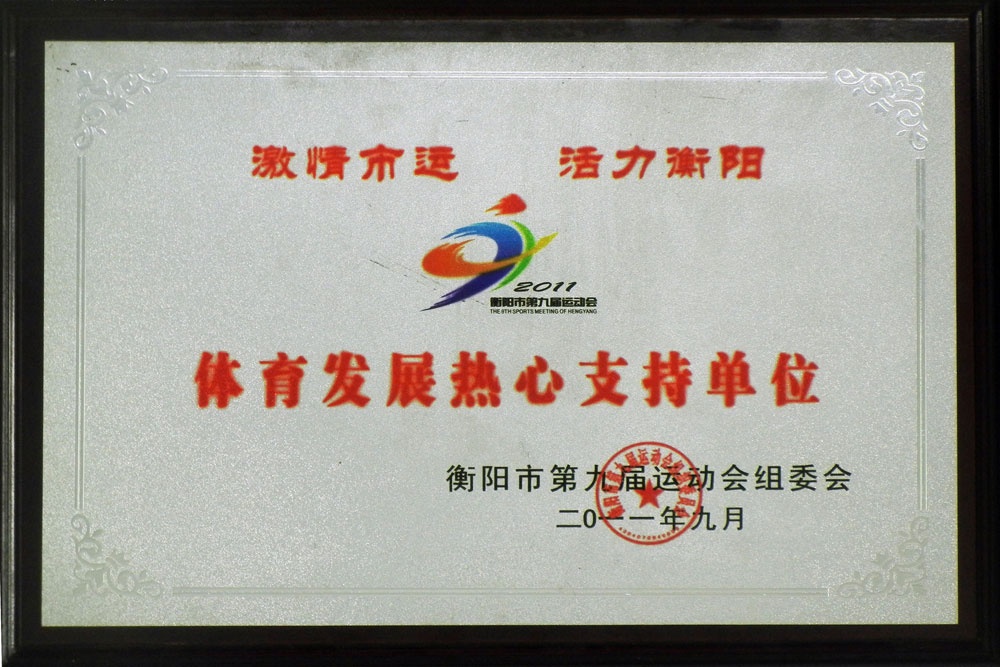 激情市运 活力衡阳
2011
衡阳市第九届运动会
THE 9TH SPORTS MEETING OF HENGYANG
体育发展热心支持单位
衡阳市第九届运动会组委会
二0一一年九月